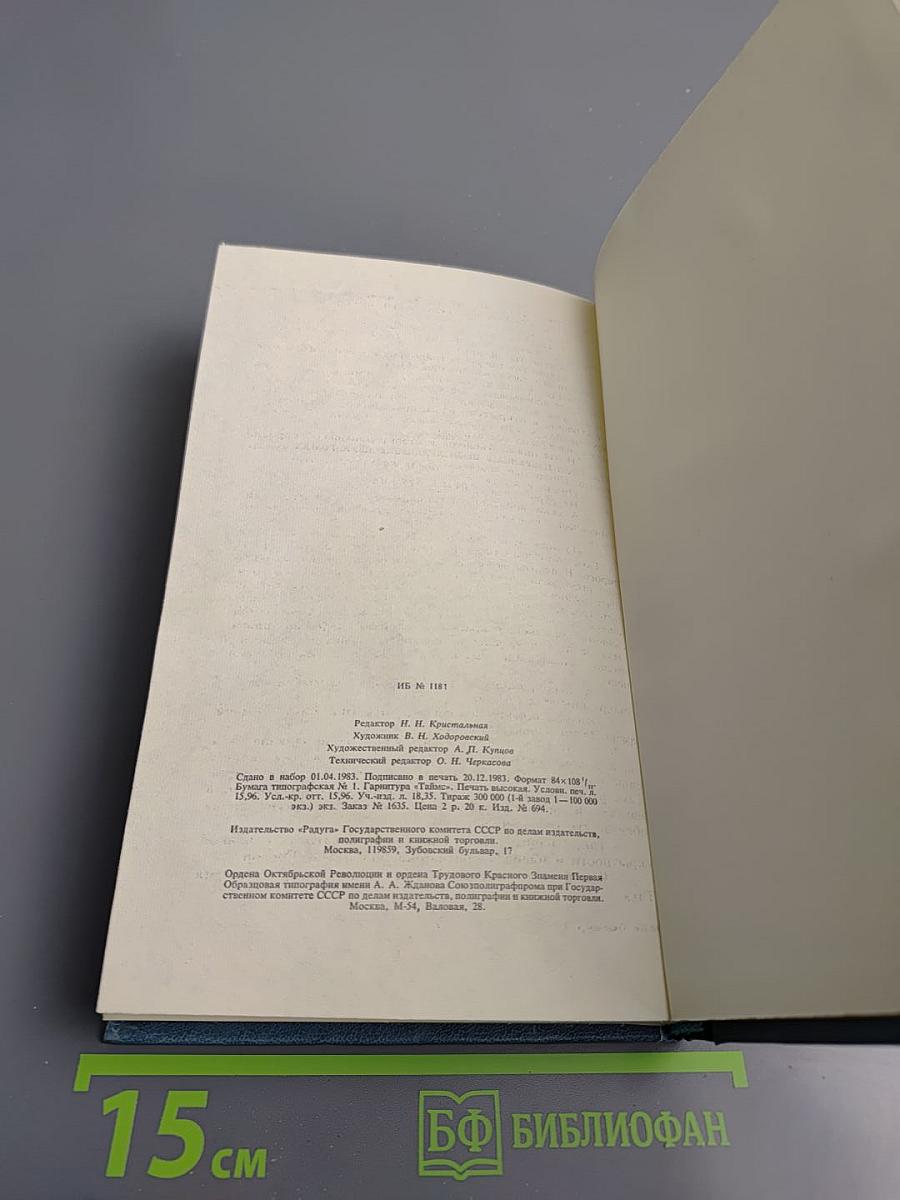 ИБ № 1181
Редактор Н. Н. Кристальная
Художник В. Н. Ходоровский
Художественный редактор А. П. Купцов
Технический редактор О. Н. Черкасова
Сдано в набор 01.04.1983. Подписано в печать 20.12.1983. Формат 84×108 1/
Бумага типографская № 1. Гарнитура «Таймс». Печать высокая. Условн. печ. л.
15,96. Усл.-кр. отт. 15,96. Уч.-изд. л. 18,35. Тираж 300 000 (1-й завод 1—100 000
экз.) экз. Заказ № 1635. Цена 2 р. 20 к. Изд. № 694.
Издательство «Радуга» Государственного комитета СССР по делам издательств,
полиграфии и книжной торговли.
Москва, 119859, Зубовский бульвар, 17
Ордена Октябрьской Революции и ордена Трудового Красного Знамени Первая
Образцовая типография имени А. А. Жданова Союзполиграфпрома при Государ-
ственном комитете СССР по делам издательств, полиграфии и книжной торговли.
Москва, М-54, Валовая, 28.
15 см
БФ БИБЛИОФАН